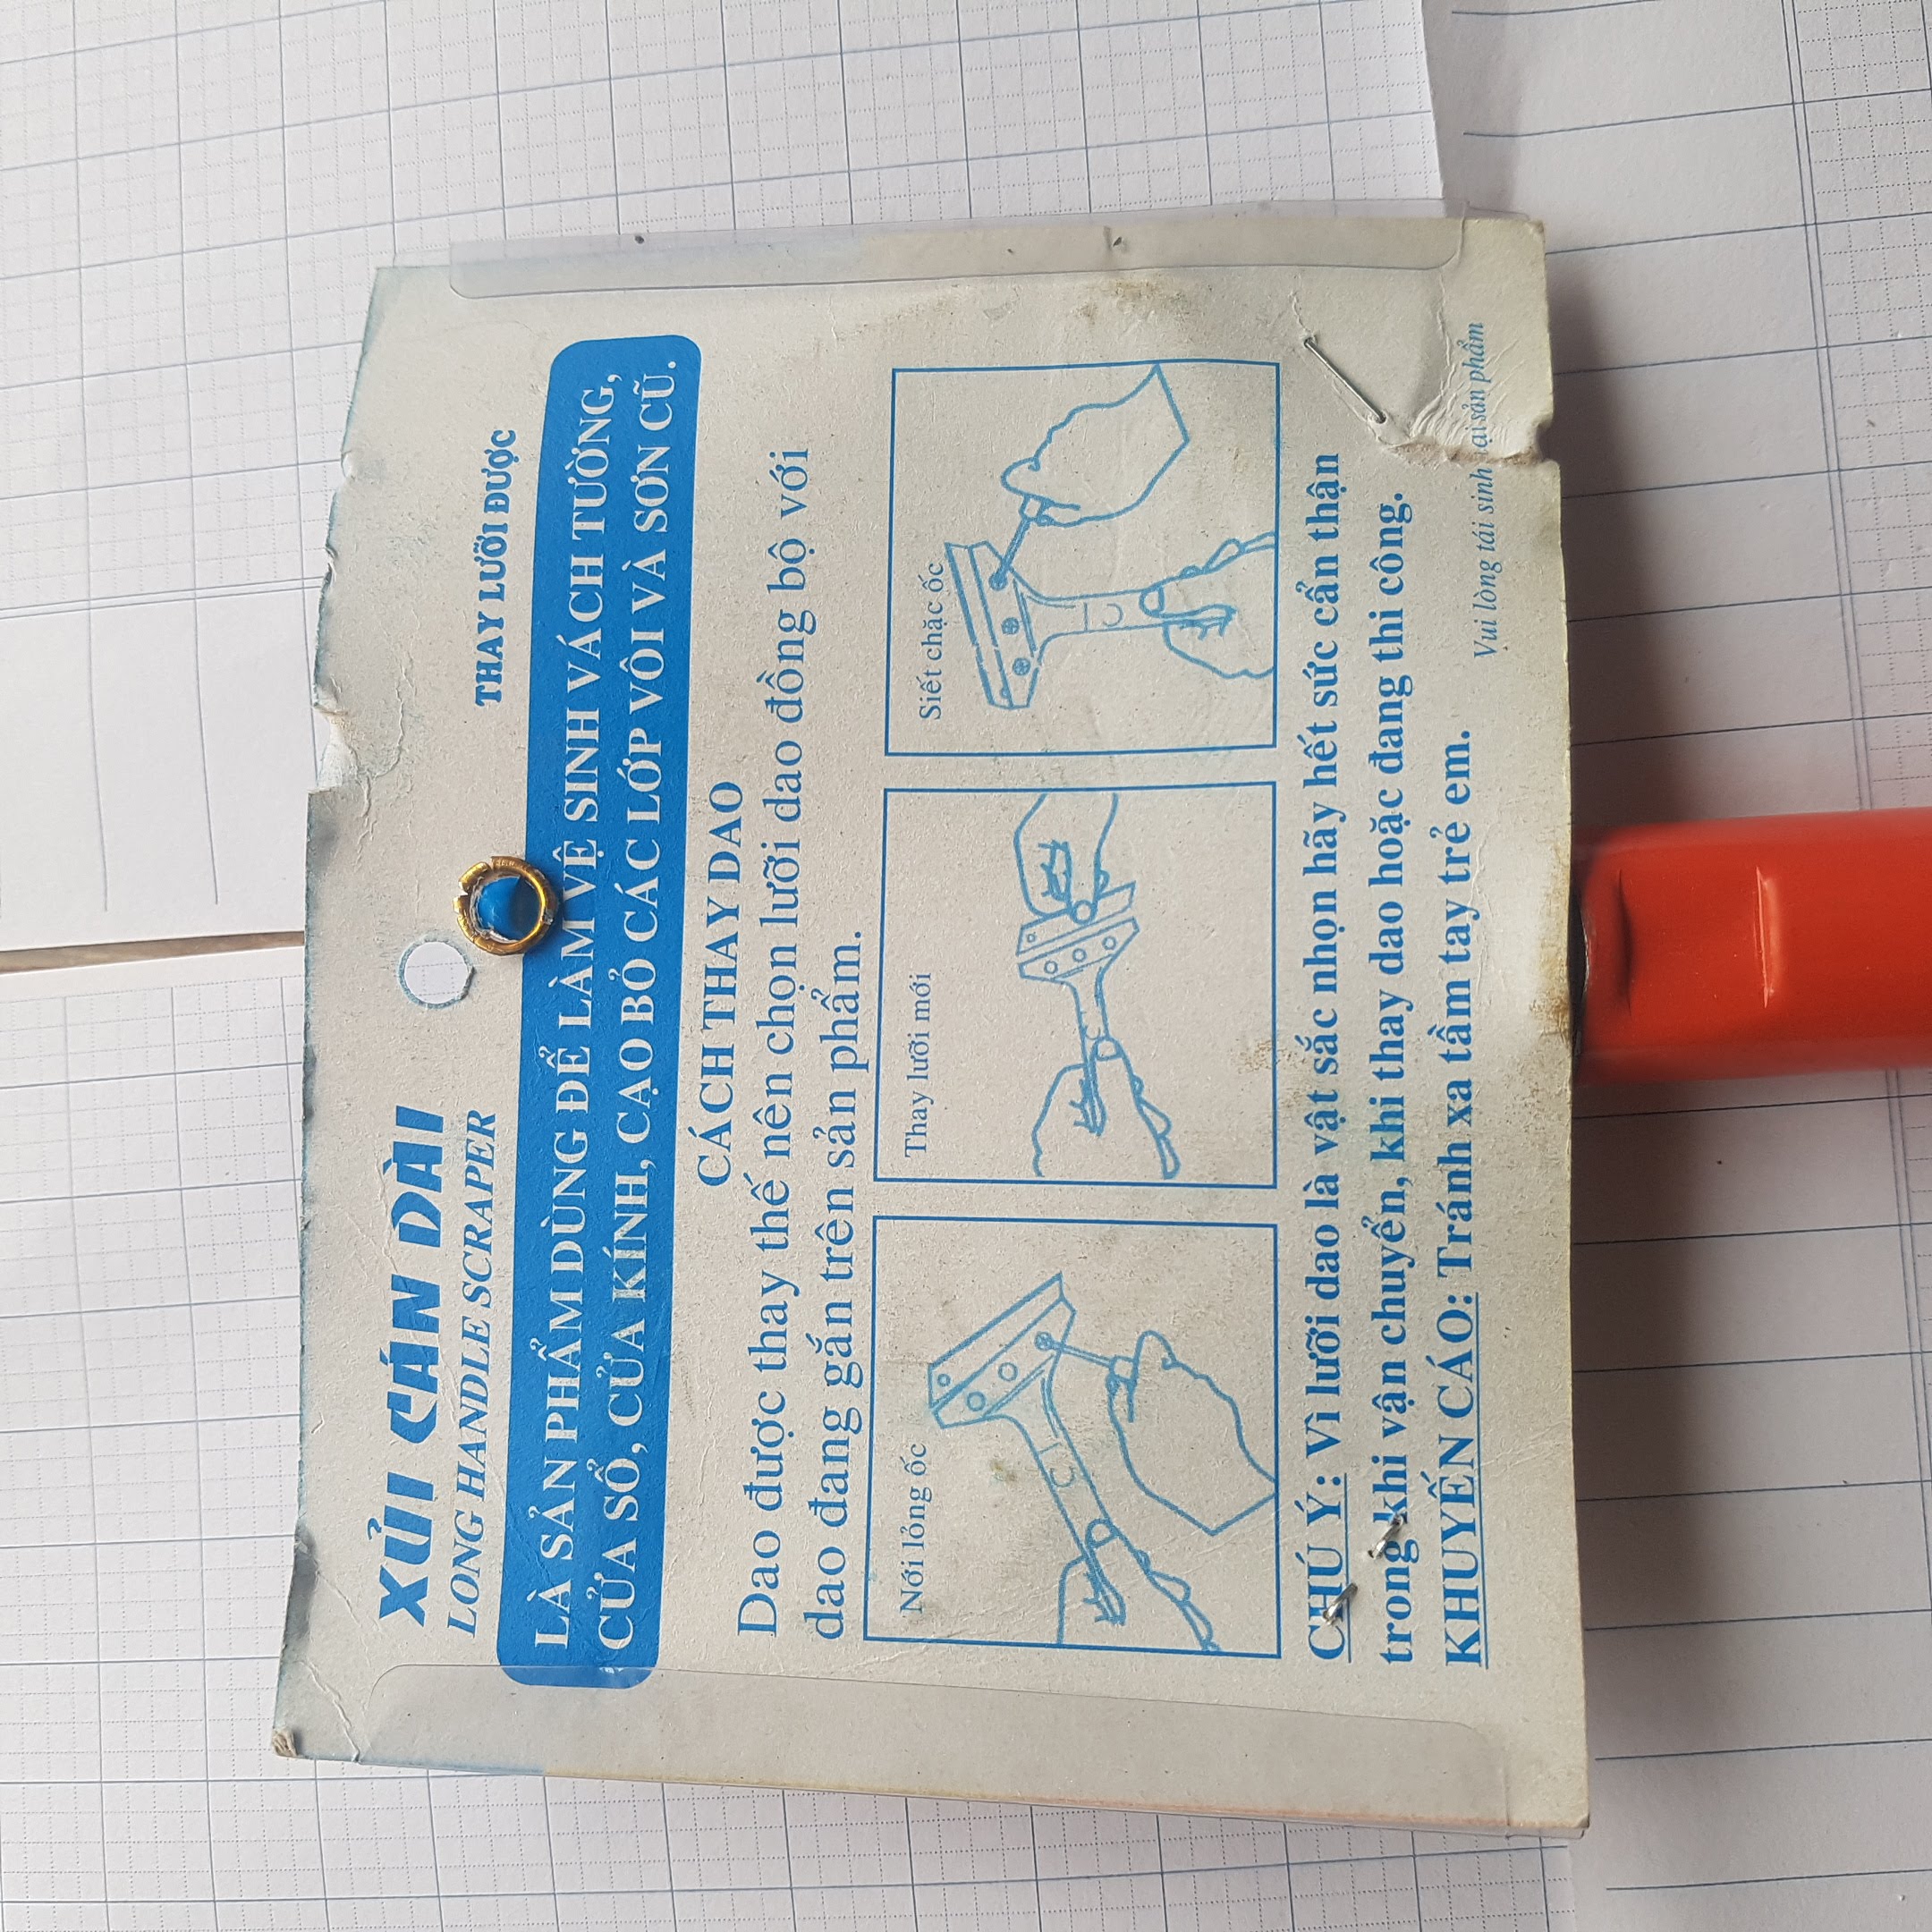 XỦI CÁN DÀI
LONG HANDLE SCRAPER
THAY LƯỠI ĐƯỢC
LÀ SẢN PHẨM DÙNG ĐỂ LÀM VỆ SINH VÁCH TƯỜNG,
CỬA SỔ, CỬA KÍNH, CẠO BỎ CÁC LỚP VÔI VÀ SƠN CŨ.
CÁCH THAY DAO
Dao được thay thế nên chọn lưỡi dao đồng bộ với
dao đang gắn trên sản phẩm.
Nới lỏng ốc
Thay lưỡi mới
Siết chặc ốc
CHÚ Ý: Vì lưỡi dao là vật sắc nhọn hãy hết sức cẩn thận
trong khi vận chuyển, khi thay dao hoặc đang thi công.
KHUYẾN CÁO: Tránh xa tầm tay trẻ em.
Vui lòng tái sinh lại sản phẩm